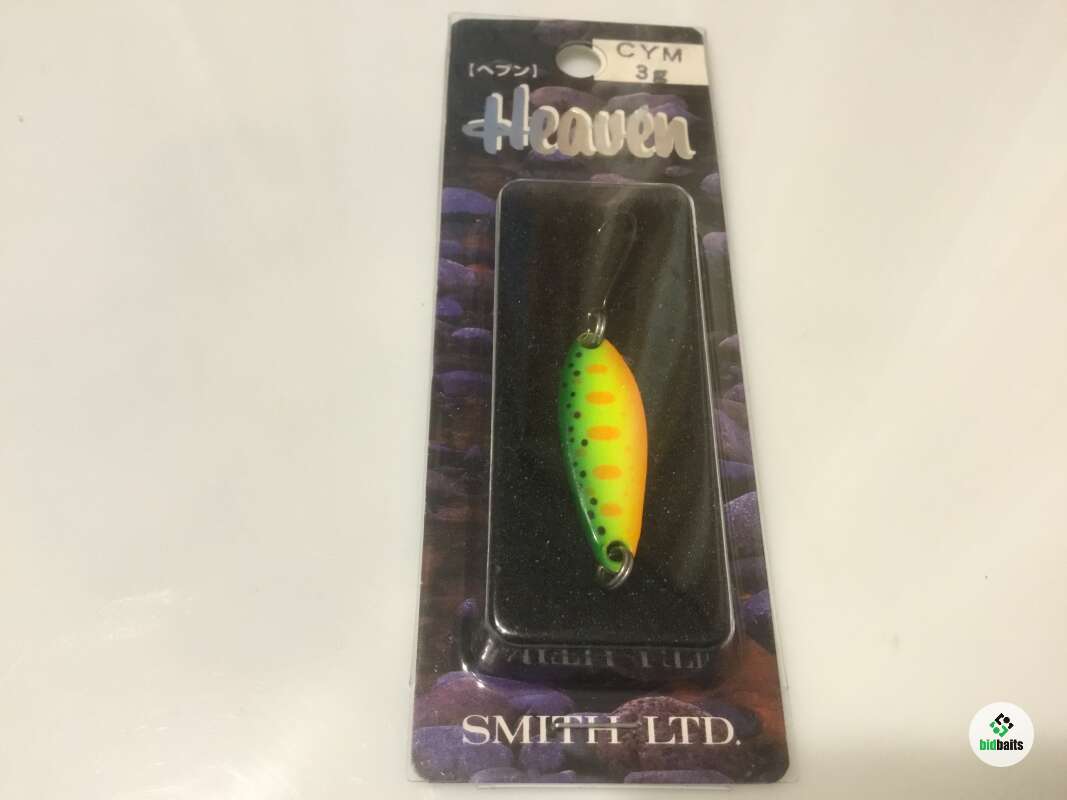 CYM
3g
【ヘブン】
Heaven
SMITH LTD.
bidbaits